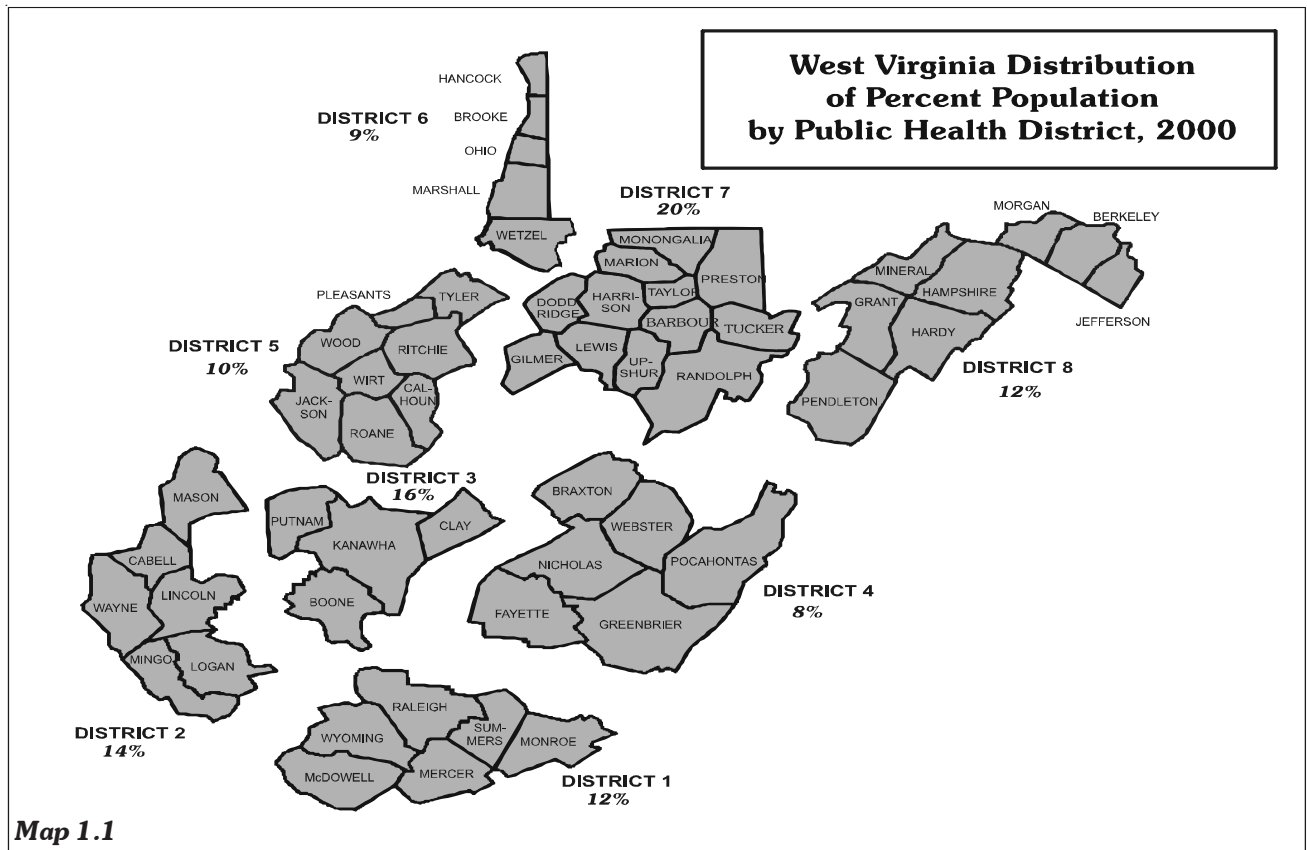 West Virginia Distribution
of Percent Population
by Public Health District, 2000
HANCOCK
DISTRICT 6
9%
BROOKE
OHIO
MARSHALL
WETZEL
DISTRICT 7
20%
MONONGALIA
MARION
PRESTON
TAYLOR
HARRI-
SON
DODD
RIDGE
BARBOUR
TUCKER
GILMER
LEWIS
UP-
SHUR
RANDOLPH
MORGAN
BERKELEY
MINERAL
HAMPSHIRE
GRANT
JEFFERSON
HARDY
PENDLETON
DISTRICT 8
12%
PLEASANTS
TYLER
WOOD
RITCHIE
DISTRICT 5
10%
WIRT
CAL-
HOUN
JACK-
SON
ROANE
DISTRICT 3
16%
PUTNAM
KANAWHA
CLAY
BOONE
MASON
CABELL
LINCOLN
WAYNE
MINGO
LOGAN
DISTRICT 2
14%
BRAXTON
WEBSTER
NICHOLAS
POCAHONTAS
FAYETTE
GREENBRIER
DISTRICT 4
8%
RALEIGH
WYOMING
SUM-
MERS
MONROE
McDOWELL
MERCER
DISTRICT 1
12%
Map 1.1